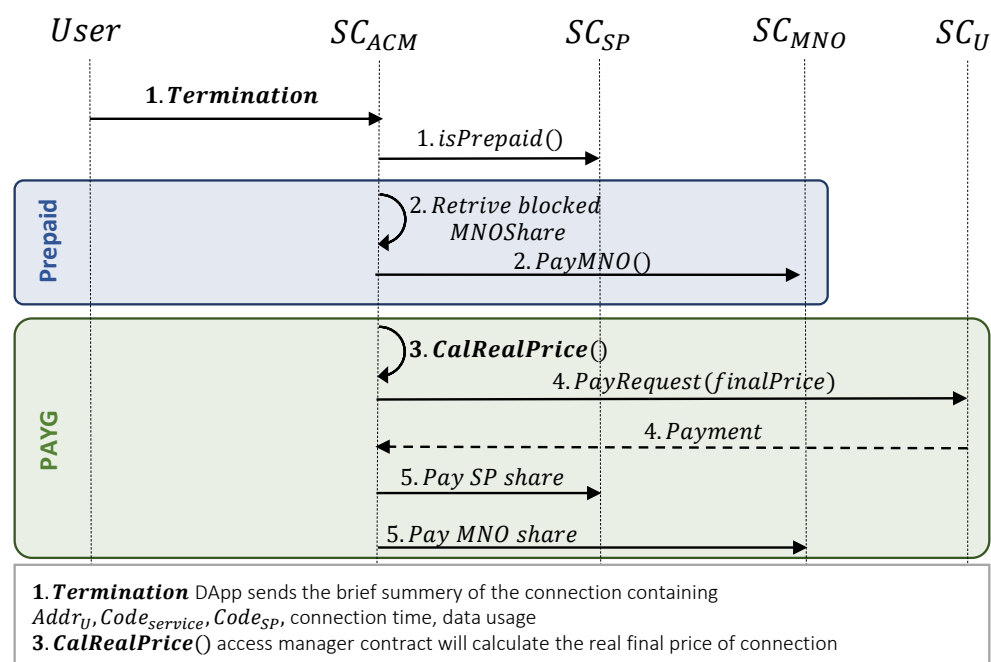 User SC_ACM SC_SP SC_MNO SC_U
1. Termination
1. isPrepaid()
Prepaid
2. Retrive blocked
MNOShare
2. PayMNO()
PAYG
3. CalRealPrice()
4. PayRequest(finalPrice)
4. Payment
5. Pay SP share
5. Pay MNO share
1. Termination DApp sends the brief summery of the connection containing
Addr_U, Code_service, Code_SP, connection time, data usage
3. CalRealPrice() access manager contract will calculate the real final price of connection